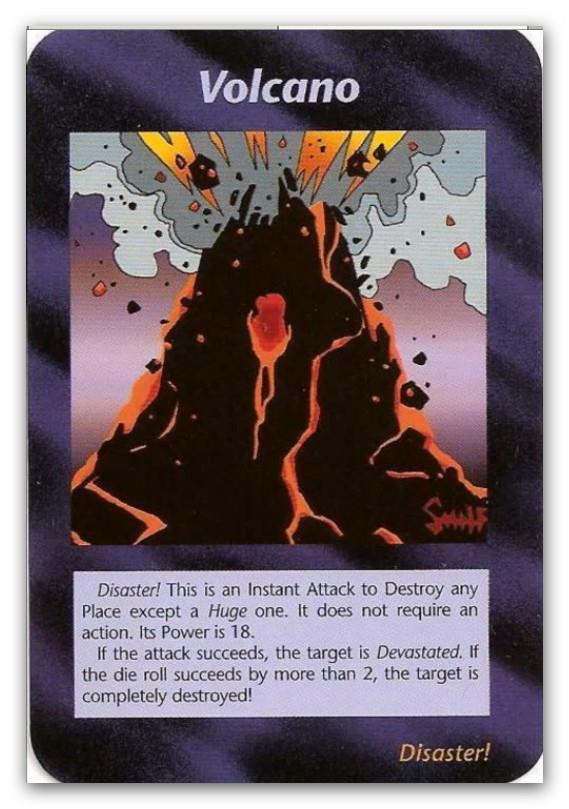 Volcano
Disaster! This is an Instant Attack to Destroy any
Place except a Huge one. It does not require an
action. Its Power is 18.
If the attack succeeds, the target is Devastated. If
the die roll succeeds by more than 2, the target is
completely destroyed!
Disaster!